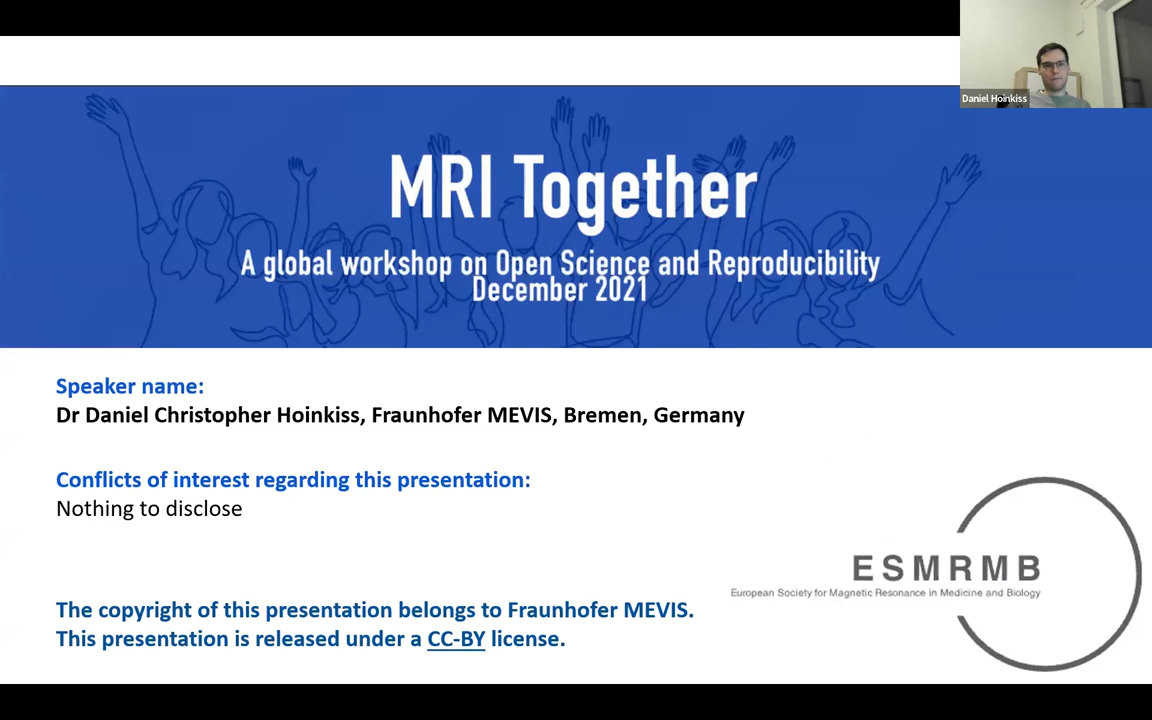 Daniel Hoinkiss
MRI Together
A global workshop on Open Science and Reproducibility
December 2021
Speaker name:
Dr Daniel Christopher Hoinkiss, Fraunhofer MEVIS, Bremen, Germany
Conflicts of interest regarding this presentation:
Nothing to disclose
ESMRMB
European Society for Magnetic Resonance in Medicine and Biology
The copyright of this presentation belongs to Fraunhofer MEVIS.
This presentation is released under a CC-BY license.